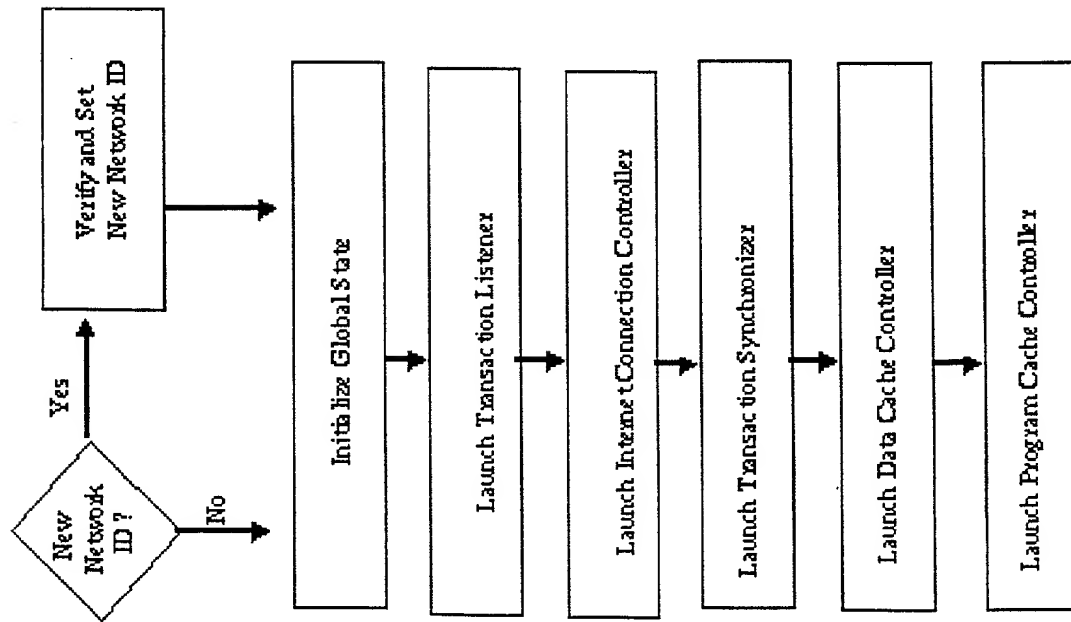 New
Network
ID ?
Yes
No
Verify and Set
New Network ID
Initialize Global State
Launch Transaction Listener
Launch Internet Connection Controller
Launch Transaction Synchronizer
Launch Data Cache Controller
Launch Program Cache Controller